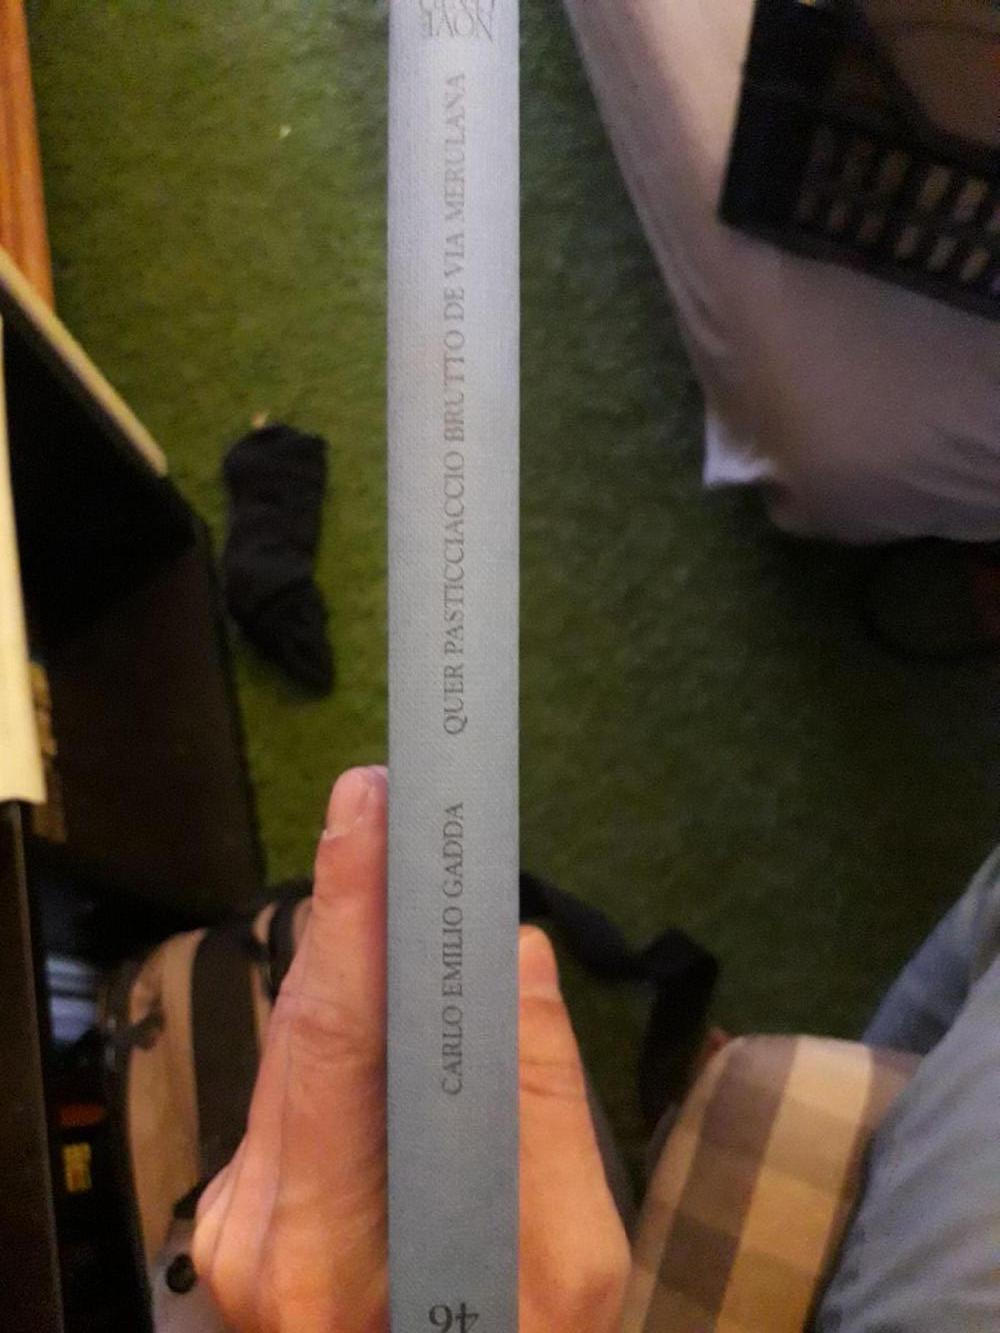 CARLO EMILIO GADDA QUER PASTICCIACCIO BRUTTO DE VIA MERULANA
46